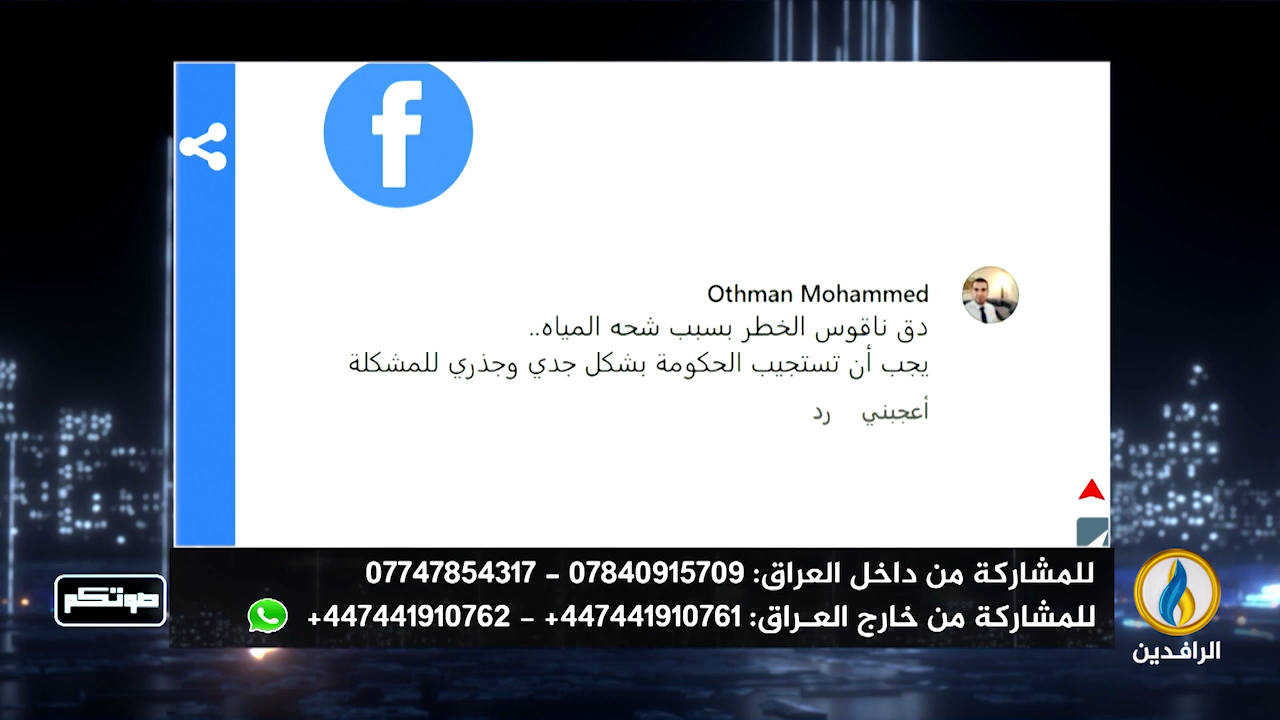 Othman Mohammed
دق ناقوس الخطر بسبب شحه المياه..
يجب أن تستجيب الحكومة بشكل جدي وجذري للمشكلة
أعجبني رد
للمشاركة من داخل العراق: 07840915709 - 07747854317
للمشاركة من خارج العـراق: 447441910761+ - 447441910762+
صوتكم
الرافدين